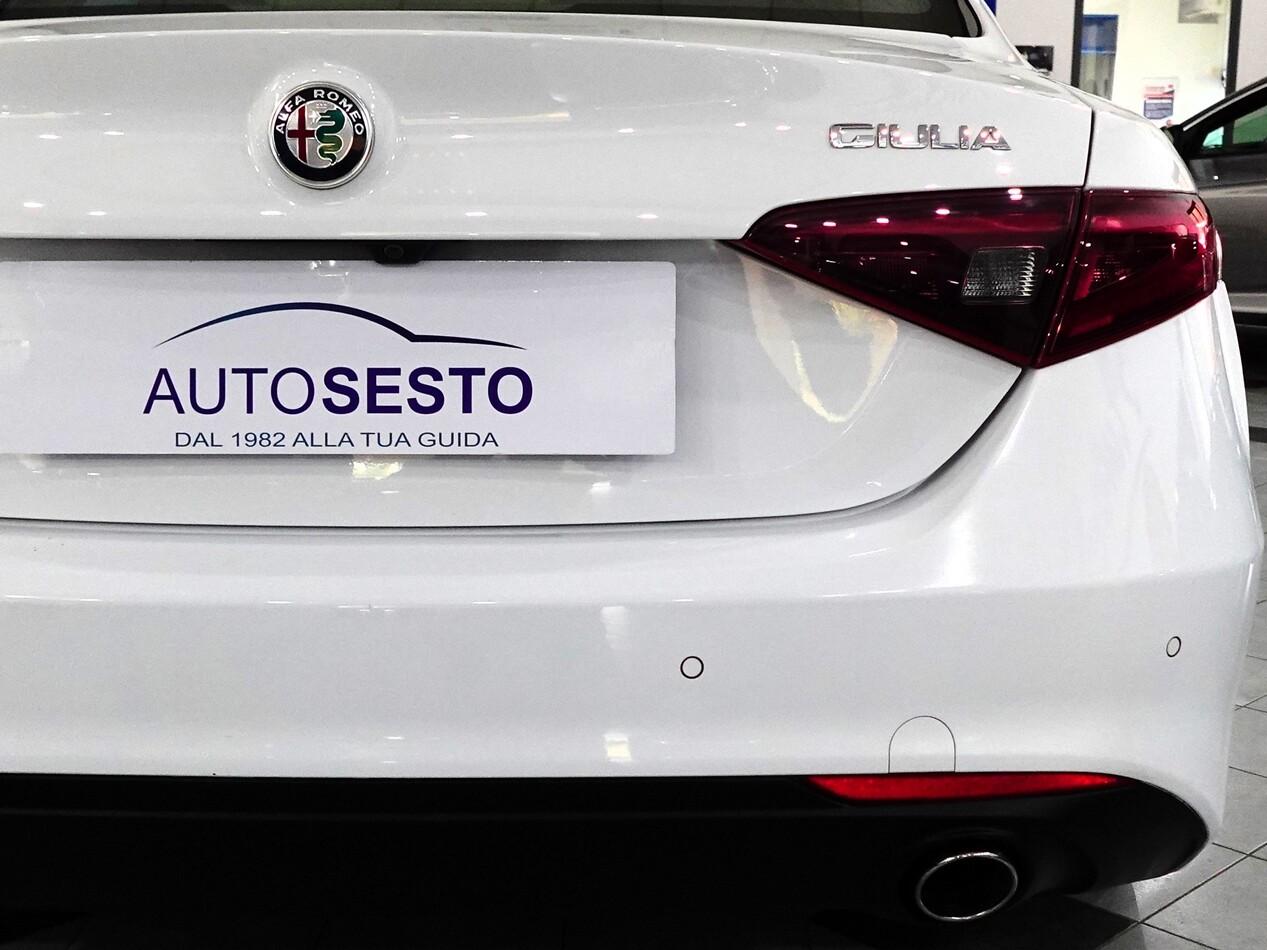 ALFA ROMEO
GIULIA
AUTOSESTO
DAL 1982 ALLA TUA GUIDA